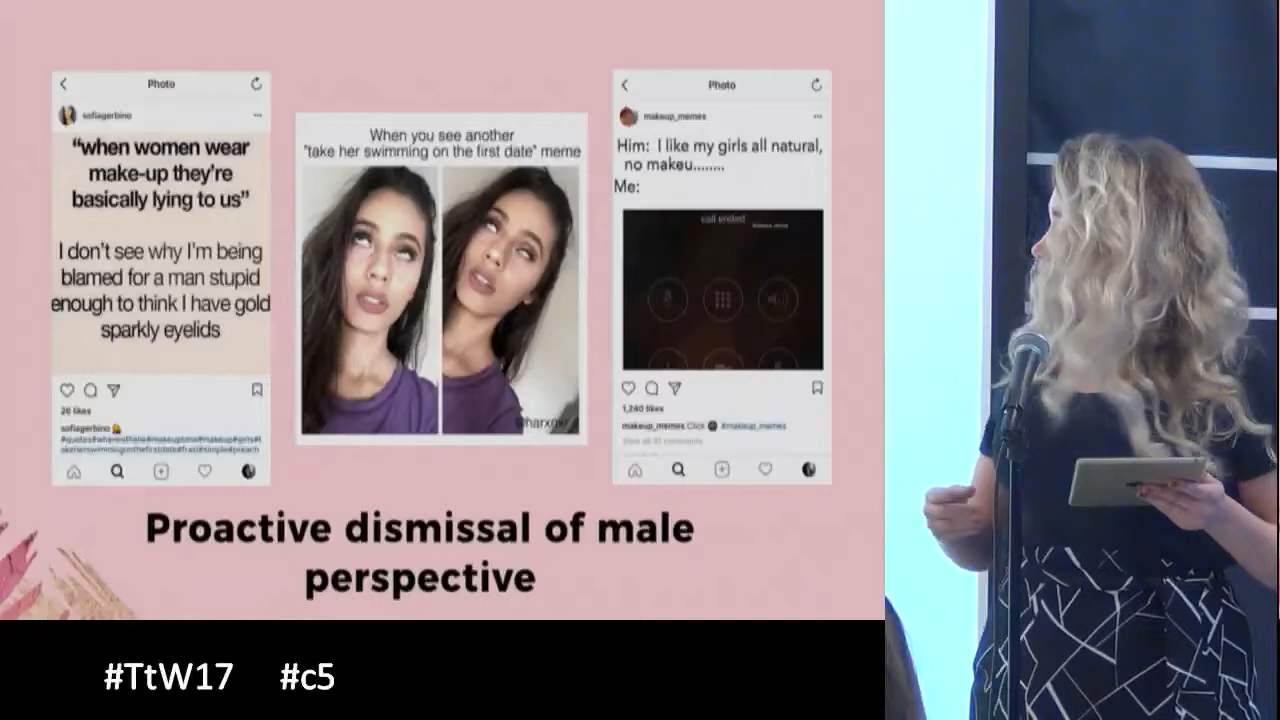 Photo
sofiagerbino
“when women wear
make-up they’re
basically lying to us”
I don’t see why I’m being
blamed for a man stupid
enough to think I have gold
sparkly eyelids
26 likes
sofiagerbino
When you see another
"take her swimming on the first date" meme
Photo
makeup_memes
Him: I like my girls all natural,
no makeu........
Me:
call ended
1,240 likes
makeup_memes Click #makeup_memes
Proactive dismissal of male
perspective
#TtW17 #c5